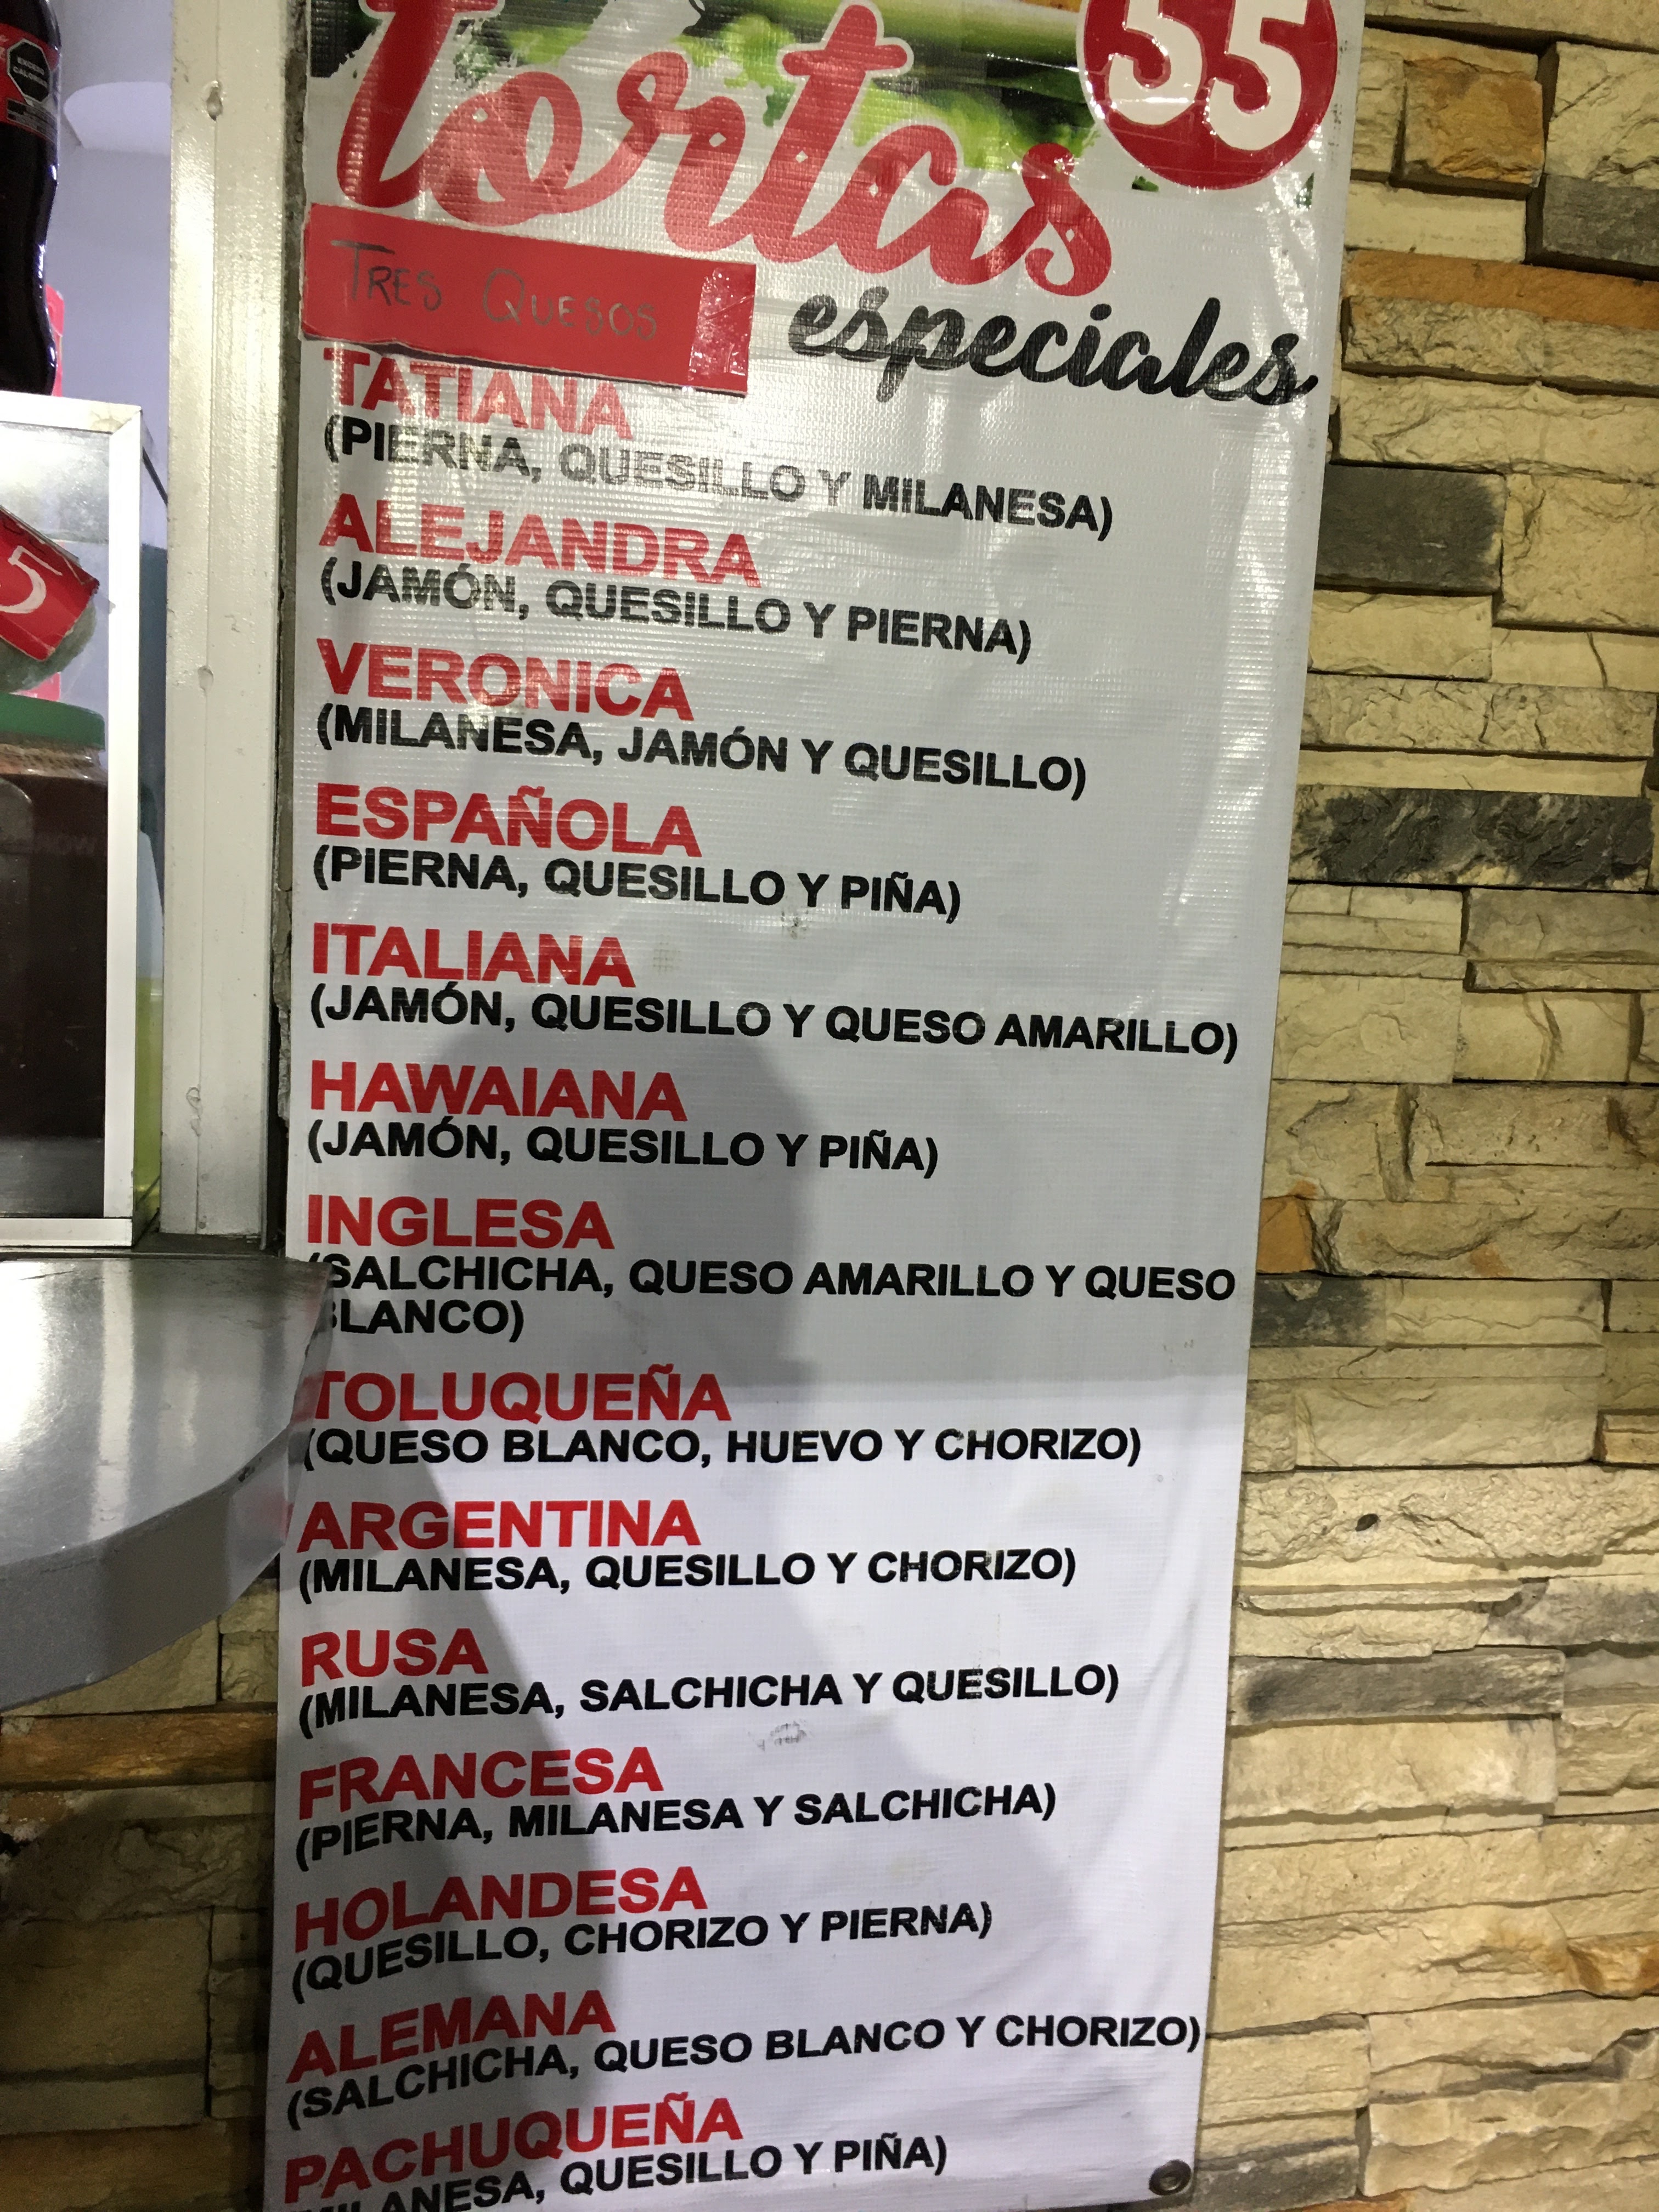 tortas
55
especiales
TRES QUESOS
TATIANA
(PIERNA, QUESILLO Y MILANESA)
ALEJANDRA
(JAMÓN, QUESILLO Y PIERNA)
VERONICA
(MILANESA, JAMÓN Y QUESILLO)
ESPAÑOLA
(PIERNA, QUESILLO Y PIÑA)
ITALIANA
(JAMÓN, QUESILLO Y QUESO AMARILLO)
HAWAIANA
(JAMÓN, QUESILLO Y PIÑA)
INGLESA
(SALCHICHA, QUESO AMARILLO Y QUESO
BLANCO)
TOLUQUEÑA
(QUESO BLANCO, HUEVO Y CHORIZO)
ARGENTINA
(MILANESA, QUESILLO Y CHORIZO)
RUSA
(MILANESA, SALCHICHA Y QUESILLO)
FRANCESA
(PIERNA, MILANESA Y SALCHICHA)
HOLANDESA
(QUESILLO, CHORIZO Y PIERNA)
ALEMANA
(SALCHICHA, QUESO BLANCO Y CHORIZO)
PACHUQUEÑA
MILANESA, QUESILLO Y PIÑA)